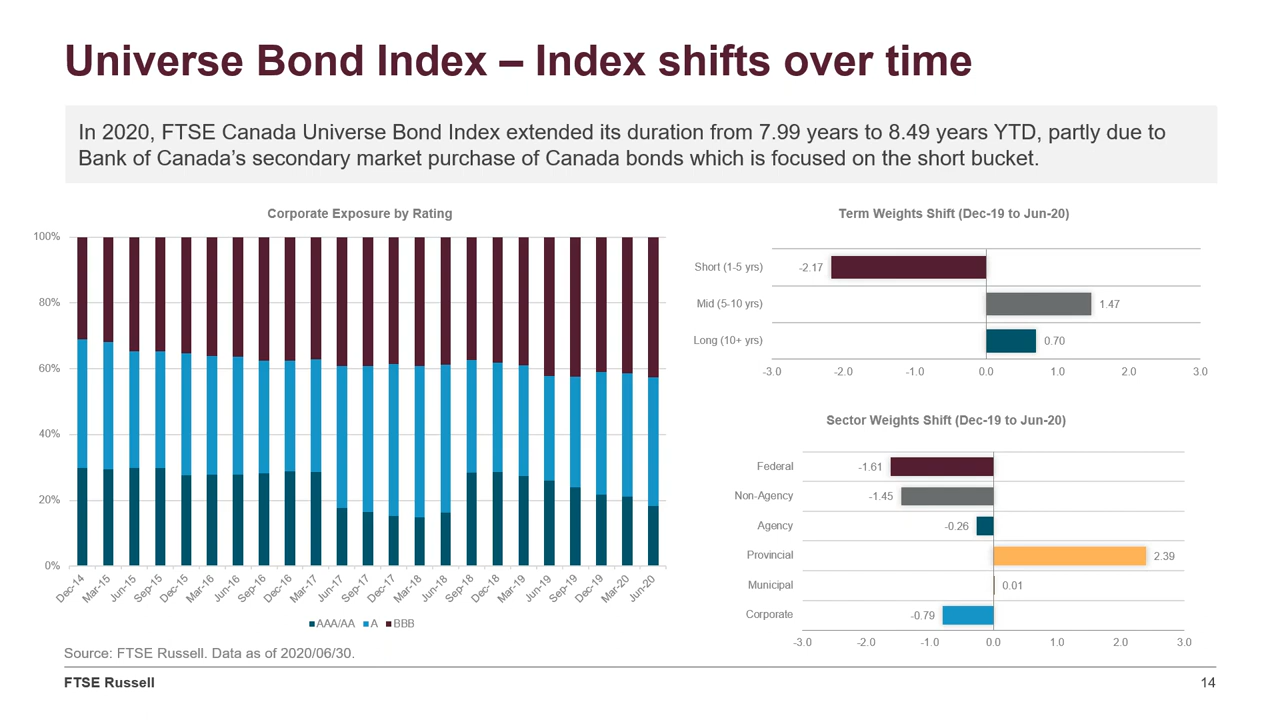 Universe Bond Index – Index shifts over time
In 2020, FTSE Canada Universe Bond Index extended its duration from 7.99 years to 8.49 years YTD, partly due to
Bank of Canada's secondary market purchase of Canada bonds which is focused on the short bucket.
Corporate Exposure by Rating
100%
80%
60%
40%
20%
0%
Dec-14 Mar-15 Jun-15 Sep-15 Dec-15 Mar-16 Jun-16 Sep-16 Dec-16 Mar-17 Jun-17 Sep-17 Dec-17 Mar-18 Jun-18 Sep-18 Dec-18 Mar-19 Jun-19 Sep-19 Dec-19 Mar-20 Jun-20
AAA/AA A BBB
Term Weights Shift (Dec-19 to Jun-20)
Short (1-5 yrs) -2.17
Mid (5-10 yrs) 1.47
Long (10+ yrs) 0.70
-3.0 -2.0 -1.0 0.0 1.0 2.0 3.0
Sector Weights Shift (Dec-19 to Jun-20)
Federal -1.61
Non-Agency -1.45
Agency -0.26
Provincial 2.39
Municipal 0.01
Corporate -0.79
-3.0 -2.0 -1.0 0.0 1.0 2.0 3.0
Source: FTSE Russell. Data as of 2020/06/30.
FTSE Russell 14